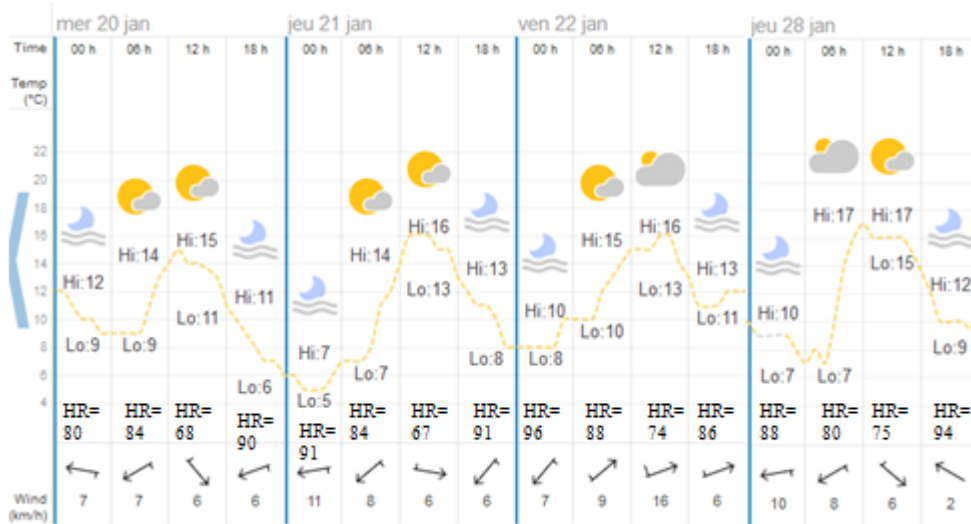 mer 20 jan jeu 21 jan ven 22 jan jeu 28 jan
Time 00 h 06 h 12 h 18 h 00 h 06 h 12 h 18 h 00 h 06 h 12 h 18 h 00 h 06 h 12 h 18 h
Temp
(°C)
22
20
18
16
14
12
10
8
6
4
Hi:12 Hi:14 Hi:15 Hi:11 Hi:7 Hi:14 Hi:16 Hi:13 Hi:10 Hi:15 Hi:16 Hi:13 Hi:10 Hi:17 Hi:17 Hi:12
Lo:9 Lo:9 Lo:11 Lo:6 Lo:5 Lo:7 Lo:13 Lo:8 Lo:8 Lo:10 Lo:13 Lo:11 Lo:7 Lo:7 Lo:15 Lo:9
HR= HR= HR= HR= HR= HR= HR= HR= HR= HR= HR= HR= HR= HR= HR= HR=
80 84 68 90 91 84 67 91 96 88 74 86 88 80 75 94
Wind 7 7 6 6 11 8 6 6 7 9 16 6 10 8 6 2
(km/h)